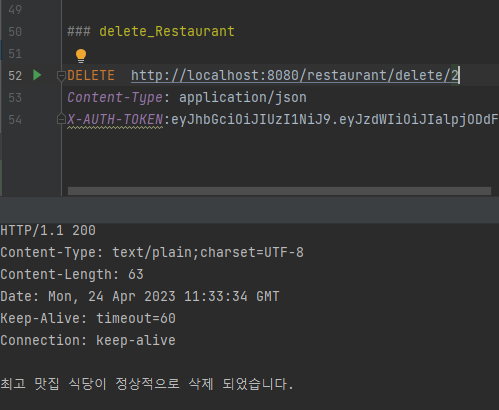 49
50 ### delete_Restaurant
51
52 DELETE http://localhost:8080/restaurant/delete/2
53 Content-Type: application/json
54 X-AUTH-TOKEN:eyJhbGciOiJIUzI1NiJ9.eyJzdWIiOiJIalpjODdF
HTTP/1.1 200
Content-Type: text/plain;charset=UTF-8
Content-Length: 63
Date: Mon, 24 Apr 2023 11:33:34 GMT
Keep-Alive: timeout=60
Connection: keep-alive
최고 맛집 식당이 정상적으로 삭제 되었습니다.